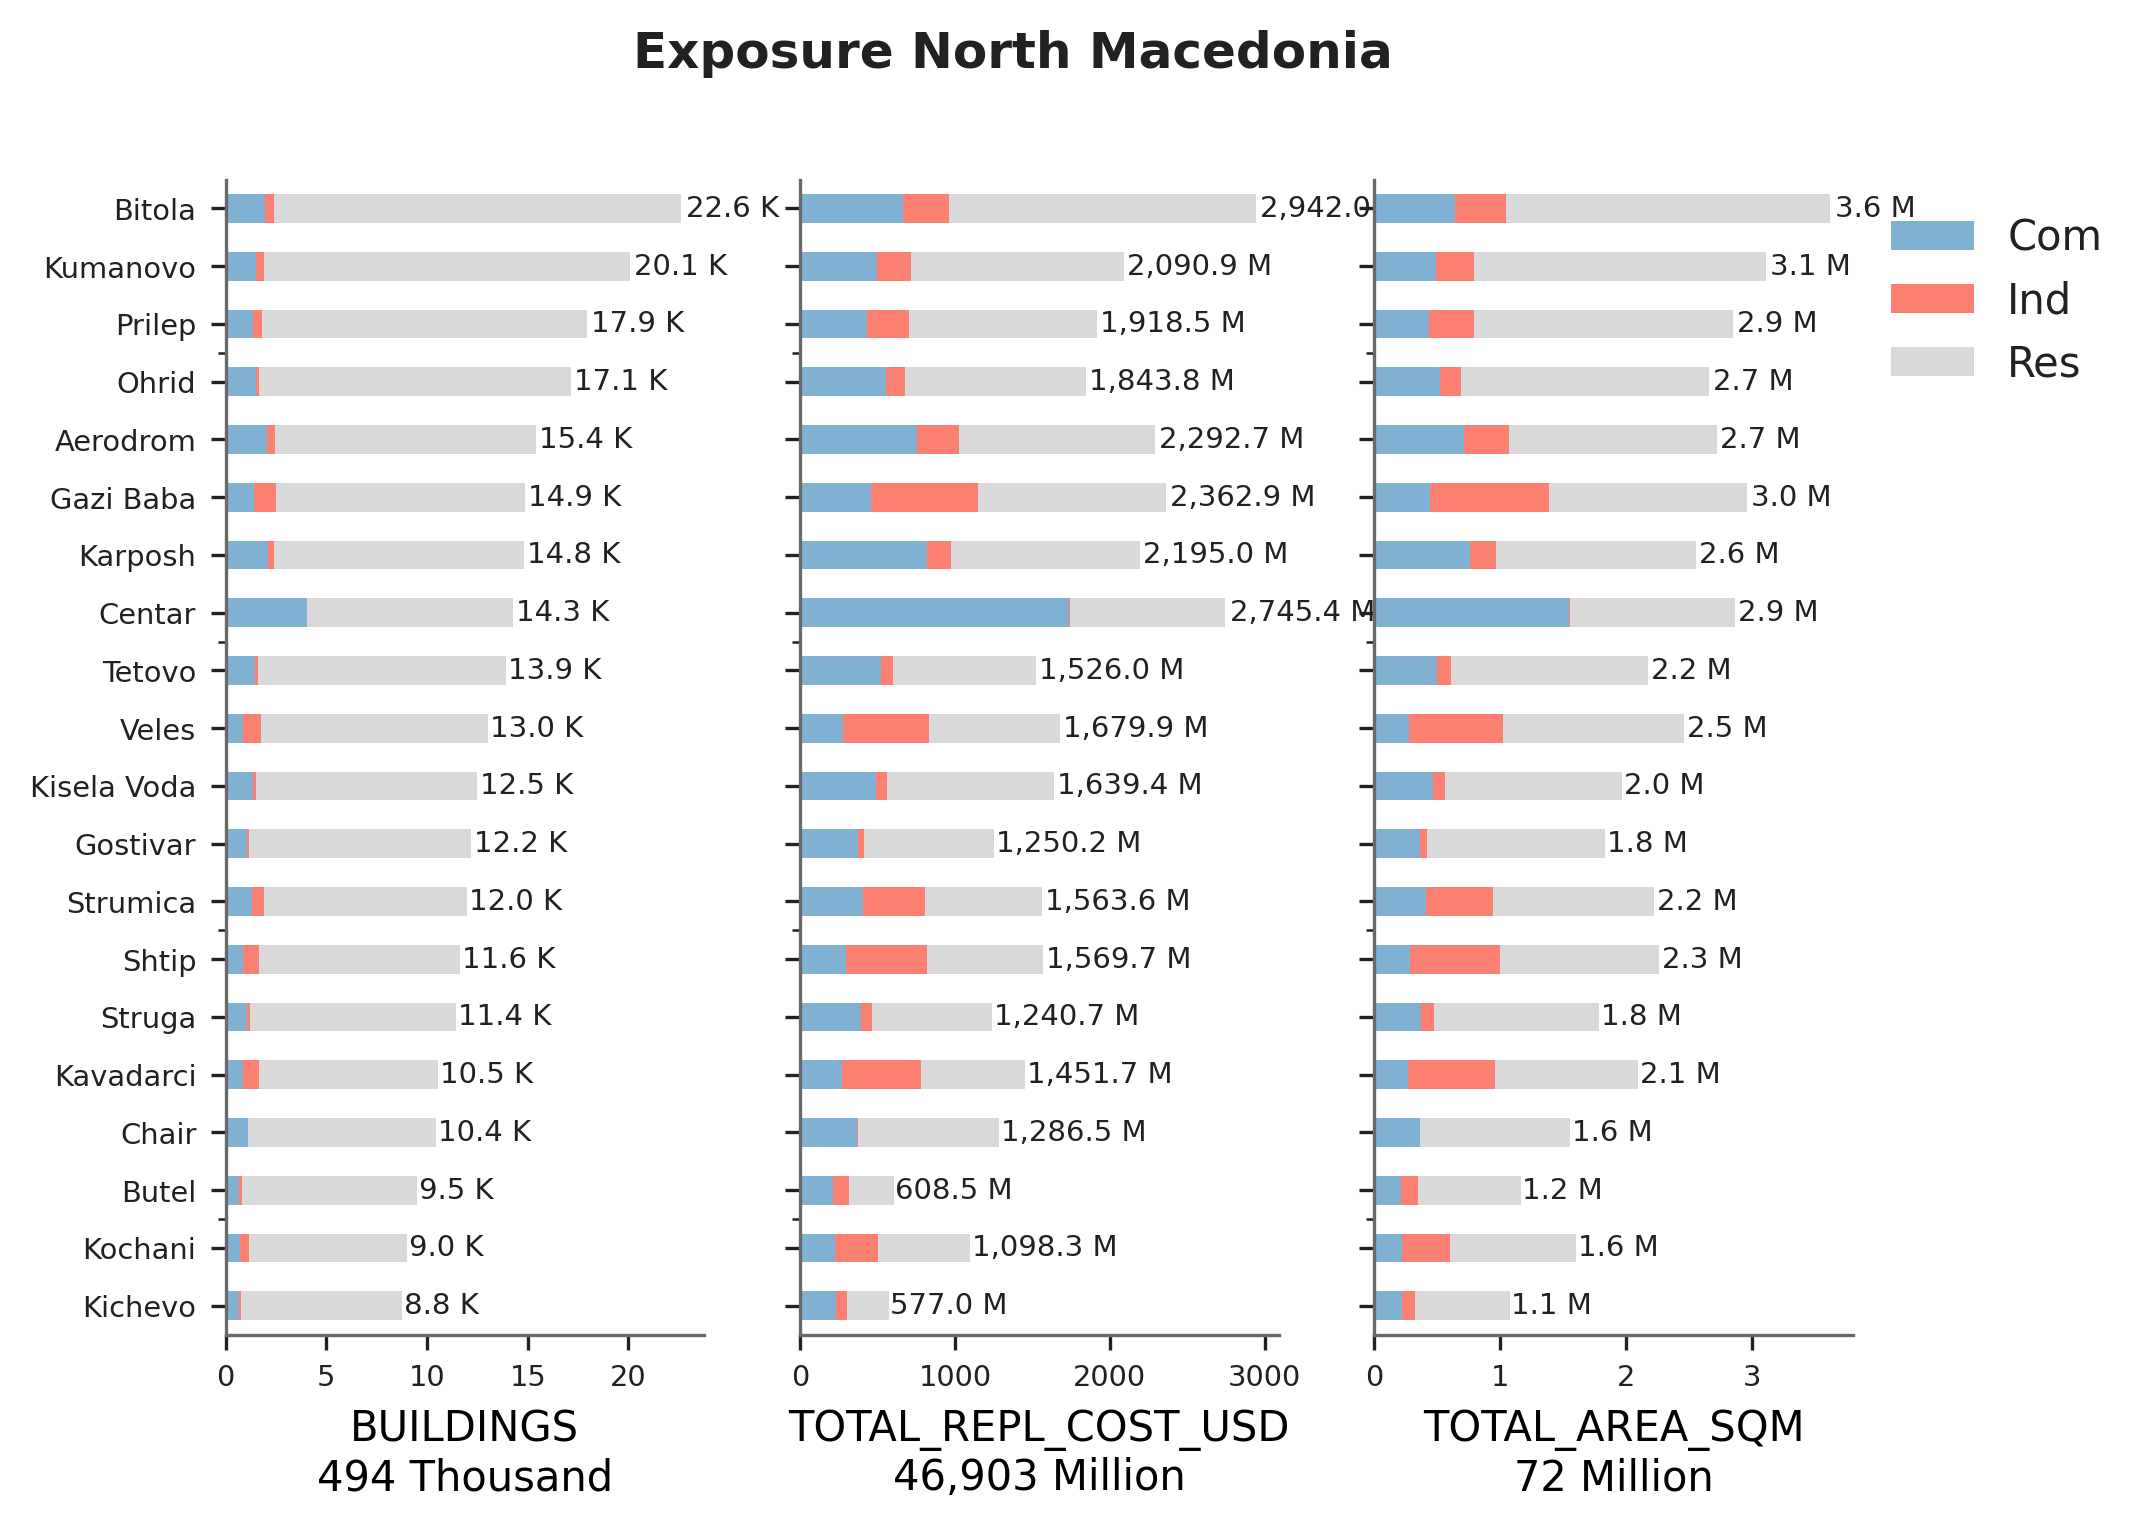 Exposure North Macedonia
Bitola 22.6 K 2,942.0 3.6 M
Kumanovo 20.1 K 2,090.9 M 3.1 M
Prilep 17.9 K 1,918.5 M 2.9 M
Ohrid 17.1 K 1,843.8 M 2.7 M
Aerodrom 15.4 K 2,292.7 M 2.7 M
Gazi Baba 14.9 K 2,362.9 M 3.0 M
Karposh 14.8 K 2,195.0 M 2.6 M
Centar 14.3 K 2,745.4 M 2.9 M
Tetovo 13.9 K 1,526.0 M 2.2 M
Veles 13.0 K 1,679.9 M 2.5 M
Kisela Voda 12.5 K 1,639.4 M 2.0 M
Gostivar 12.2 K 1,250.2 M 1.8 M
Strumica 12.0 K 1,563.6 M 2.2 M
Shtip 11.6 K 1,569.7 M 2.3 M
Struga 11.4 K 1,240.7 M 1.8 M
Kavadarci 10.5 K 1,451.7 M 2.1 M
Chair 10.4 K 1,286.5 M 1.6 M
Butel 9.5 K 608.5 M 1.2 M
Kochani 9.0 K 1,098.3 M 1.6 M
Kichevo 8.8 K 577.0 M 1.1 M
0 5 10 15 20 0 1000 2000 3000 0 1 2 3
BUILDINGS TOTAL_REPL_COST_USD TOTAL_AREA_SQM
494 Thousand 46,903 Million 72 Million
Com
Ind
Res